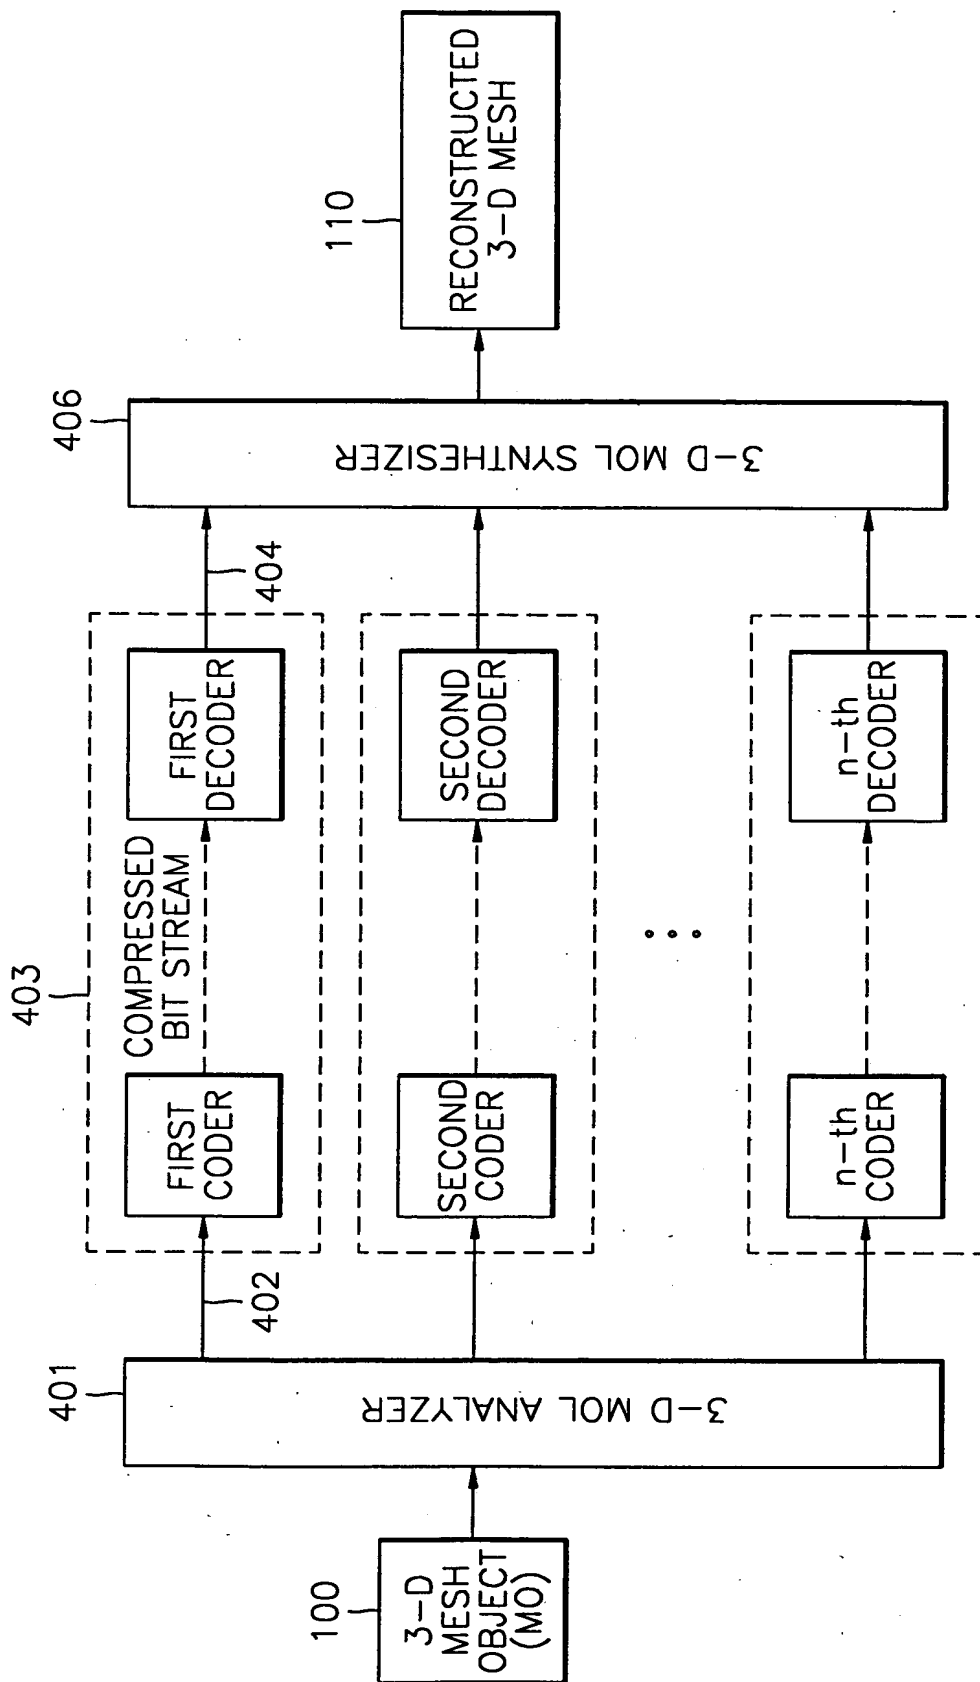 100
3-D
MESH
OBJECT
(MO)
401
3-D MOL ANALYZER
402
403
FIRST
CODER
COMPRESSED
BIT STREAM
FIRST
DECODER
404
SECOND
CODER
SECOND
DECODER
n-th
CODER
n-th
DECODER
406
3-D MOL SYNTHESIZER
110
RECONSTRUCTED
3-D MESH